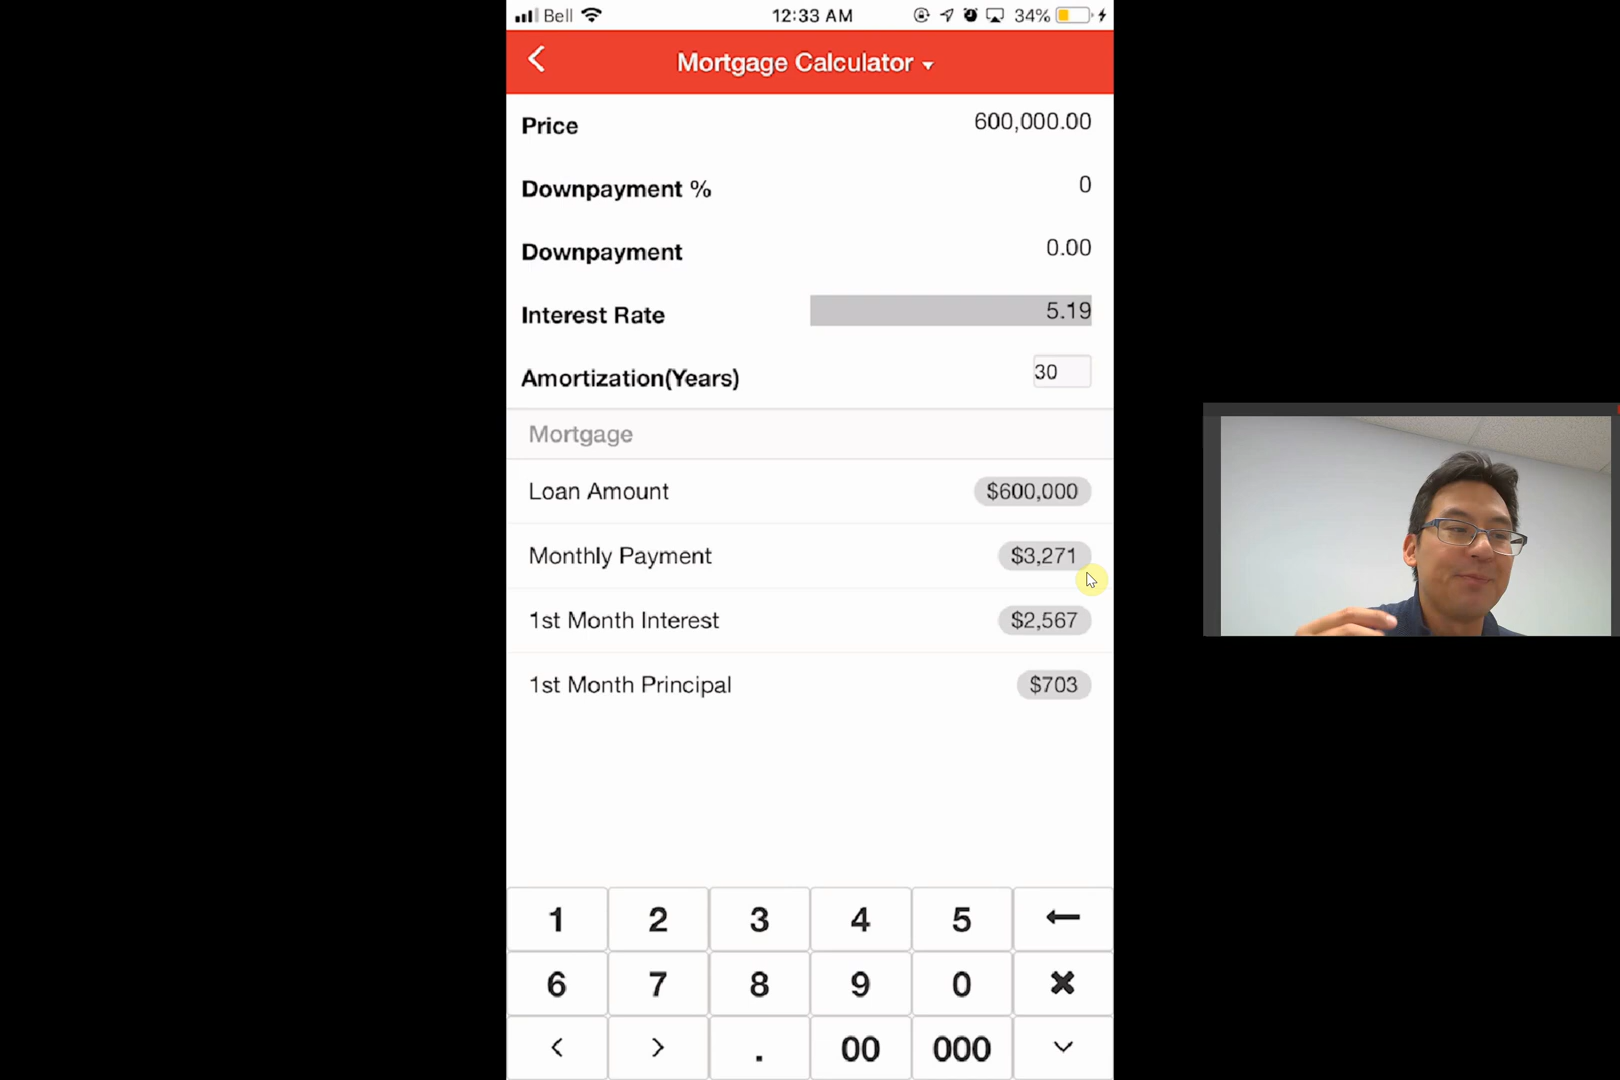 Bell 12:33 AM 34%
Mortgage Calculator
Price 600,000.00
Downpayment % 0
Downpayment 0.00
Interest Rate 5.19
Amortization(Years) 30
Mortgage
Loan Amount $600,000
Monthly Payment $3,271
1st Month Interest $2,567
1st Month Principal $703
1 2 3 4 5 ←
6 7 8 9 0 ✖
< > . 00 000